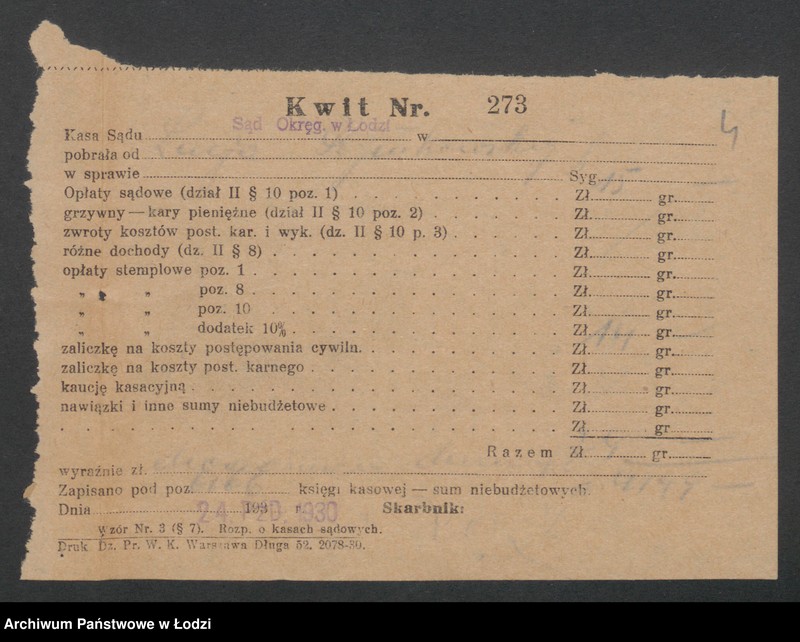 4
Kwit Nr. 273
Sąd Okręg. w Łodzi
Kasa Sądu w
pobrała od
w sprawie Syg. 15
Opłaty sądowe (dział II § 10 poz. 1) Zł. gr.
grzywny — kary pieniężne (dział II § 10 poz. 2) Zł. gr.
zwroty kosztów post. kar. i wyk. (dz. II § 10 p. 3) Zł. gr.
różne dochody (dz. II § 8) Zł. gr.
opłaty stemplowe poz. 1 Zł. gr.
„ „ poz. 8 Zł. gr.
„ „ poz. 10 Zł. gr.
„ „ dodatek 10% Zł. gr.
zaliczkę na koszty postępowania cywiln. Zł. gr.
zaliczkę na koszty post. karnego Zł. gr.
kaucję kasacyjną Zł. gr.
nawiązki i inne sumy niebudżetowe Zł. gr.
Zł. gr
Razem Zł. gr.
wyraźnie zł.
Zapisano pod poz. księgi kasowej — sum niebudżetowych.
Dnia 193 r. Skarbnik:
24 PAŹ 1930
Wzór Nr. 3 (§ 7). Rozp. o kasach sądowych.
Druk Dz. Pr. W. K. Warszawa Długa 52. 2078-30.
Archiwum Państwowe w Łodzi